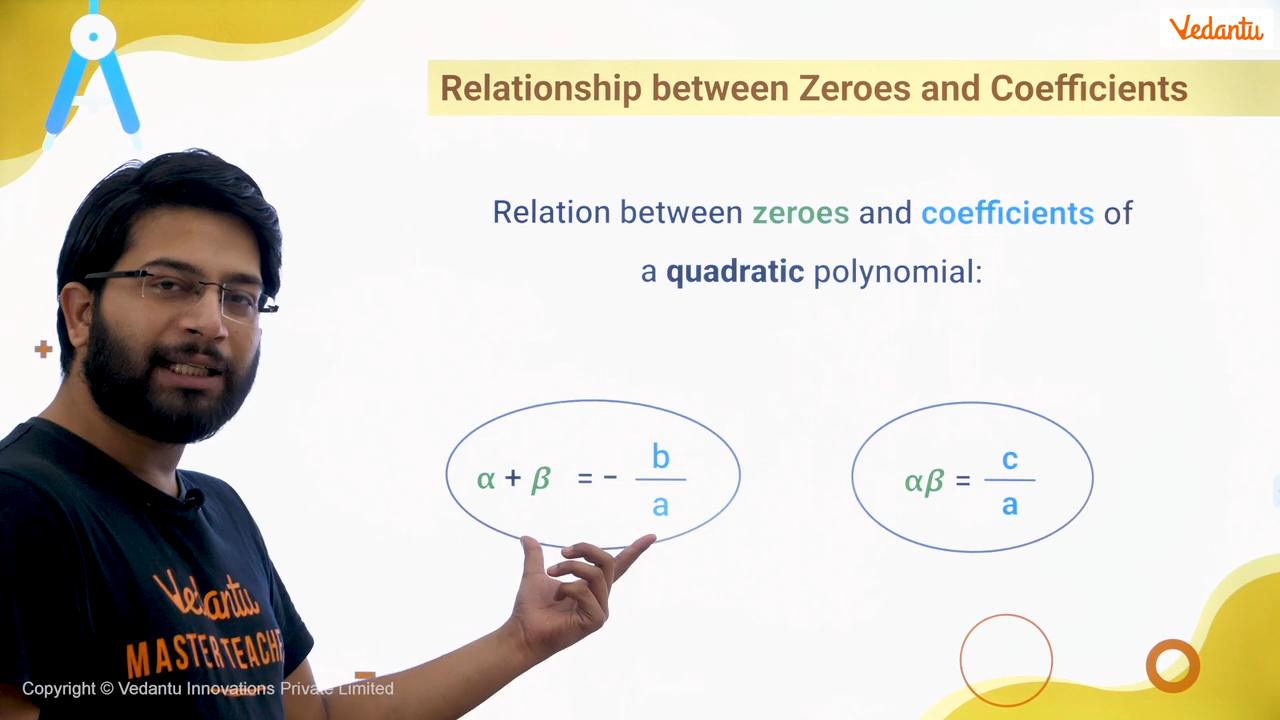 Vedantu
Relationship between Zeroes and Coefficients
Relation between zeroes and coefficients of
a quadratic polynomial:
α + β = - b/a
αβ = c/a
Vedantu
MASTER TEACHE
Copyright © Vedantu Innovations Private Limited